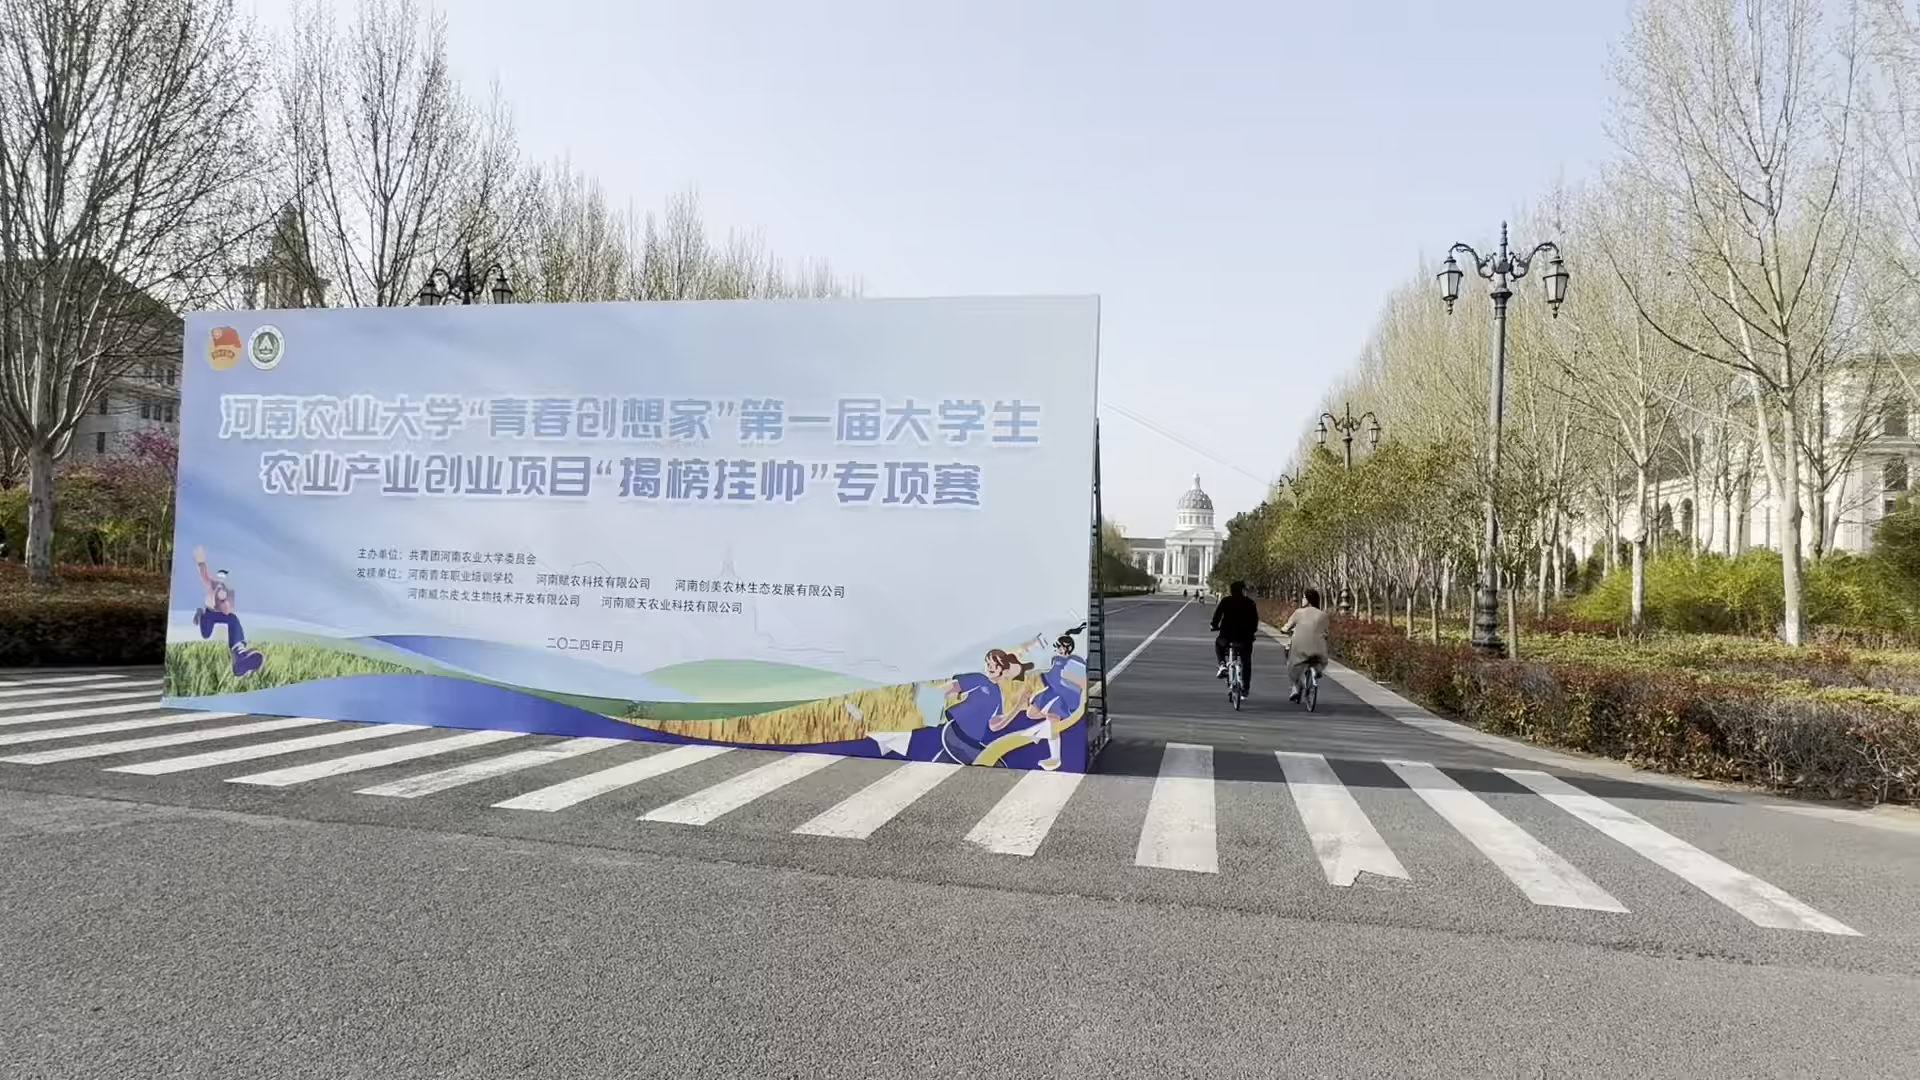 河南农业大学“青春创想家”第一届大学生
农业产业创业项目“揭榜挂帅”专项赛
主办单位：共青团河南农业大学委员会
发榜单位：河南青年职业培训学校 河南赋农科技有限公司 河南创美农林生态发展有限公司
河南威尔皮戈生物技术开发有限公司 河南顺天农业科技有限公司
二〇二四年四月